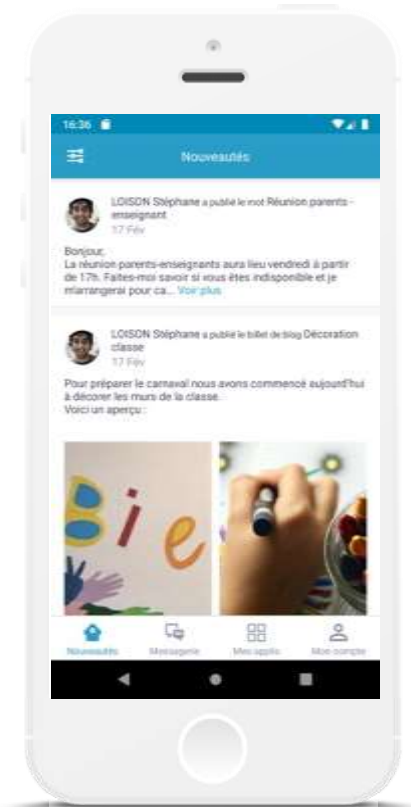 16:36
Nouveautés
LOISON Stéphane a publié le mot Réunion parents -
enseignant
17 Fév
Bonjour,
La réunion parents-enseignants aura lieu vendredi à partir
de 17h. Faites-moi savoir si vous êtes indisponible et je
m'arrangerai pour ca... Voir plus
LOISON Stéphane a publié le billet de blog Décoration
classe
17 Fév
Pour préparer le carnaval nous avons commencé aujourd'hui
à décorer les murs de la classe.
Voici un aperçu :
Bie
Nouveautés Messagerie Mes applis Mon compte